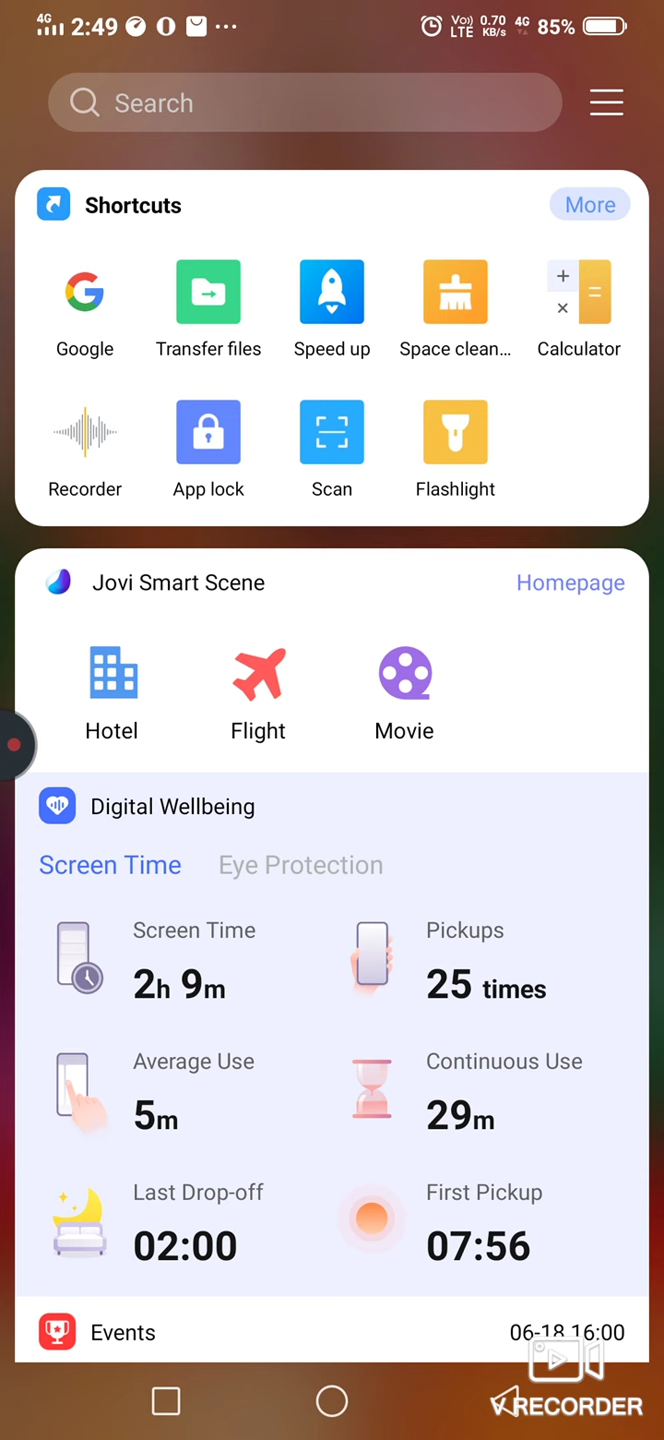 4G 2:49 ... Vo)) LTE 0.70 KB/s 4G 85%
Search
Shortcuts More
Google Transfer files Speed up Space clean... Calculator
Recorder App lock Scan Flashlight
Jovi Smart Scene Homepage
Hotel Flight Movie
Digital Wellbeing
Screen Time Eye Protection
Screen Time Pickups
2h 9m 25 times
Average Use Continuous Use
5m 29m
Last Drop-off First Pickup
02:00 07:56
Events 06-18 16:00
V RECORDER